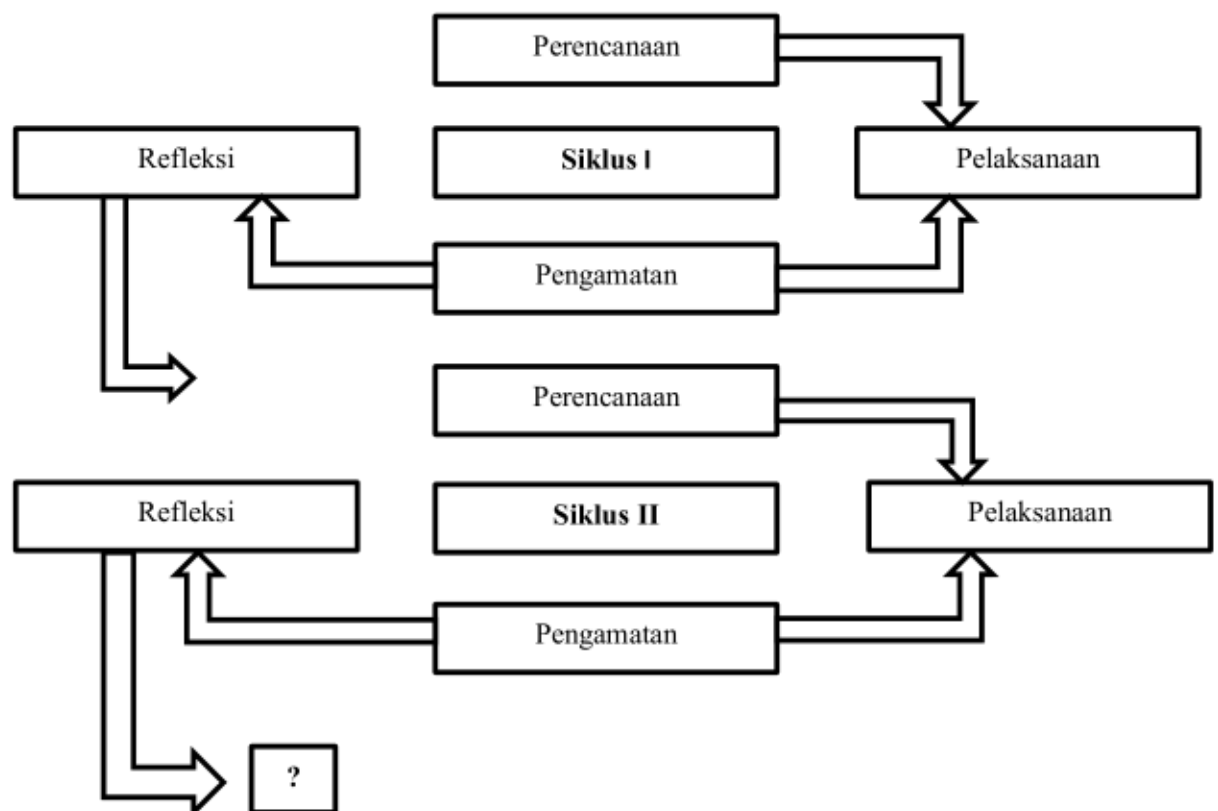 Perencanaan
Refleksi
Siklus I
Pelaksanaan
Pengamatan
Perencanaan
Refleksi
Siklus II
Pelaksanaan
Pengamatan
?